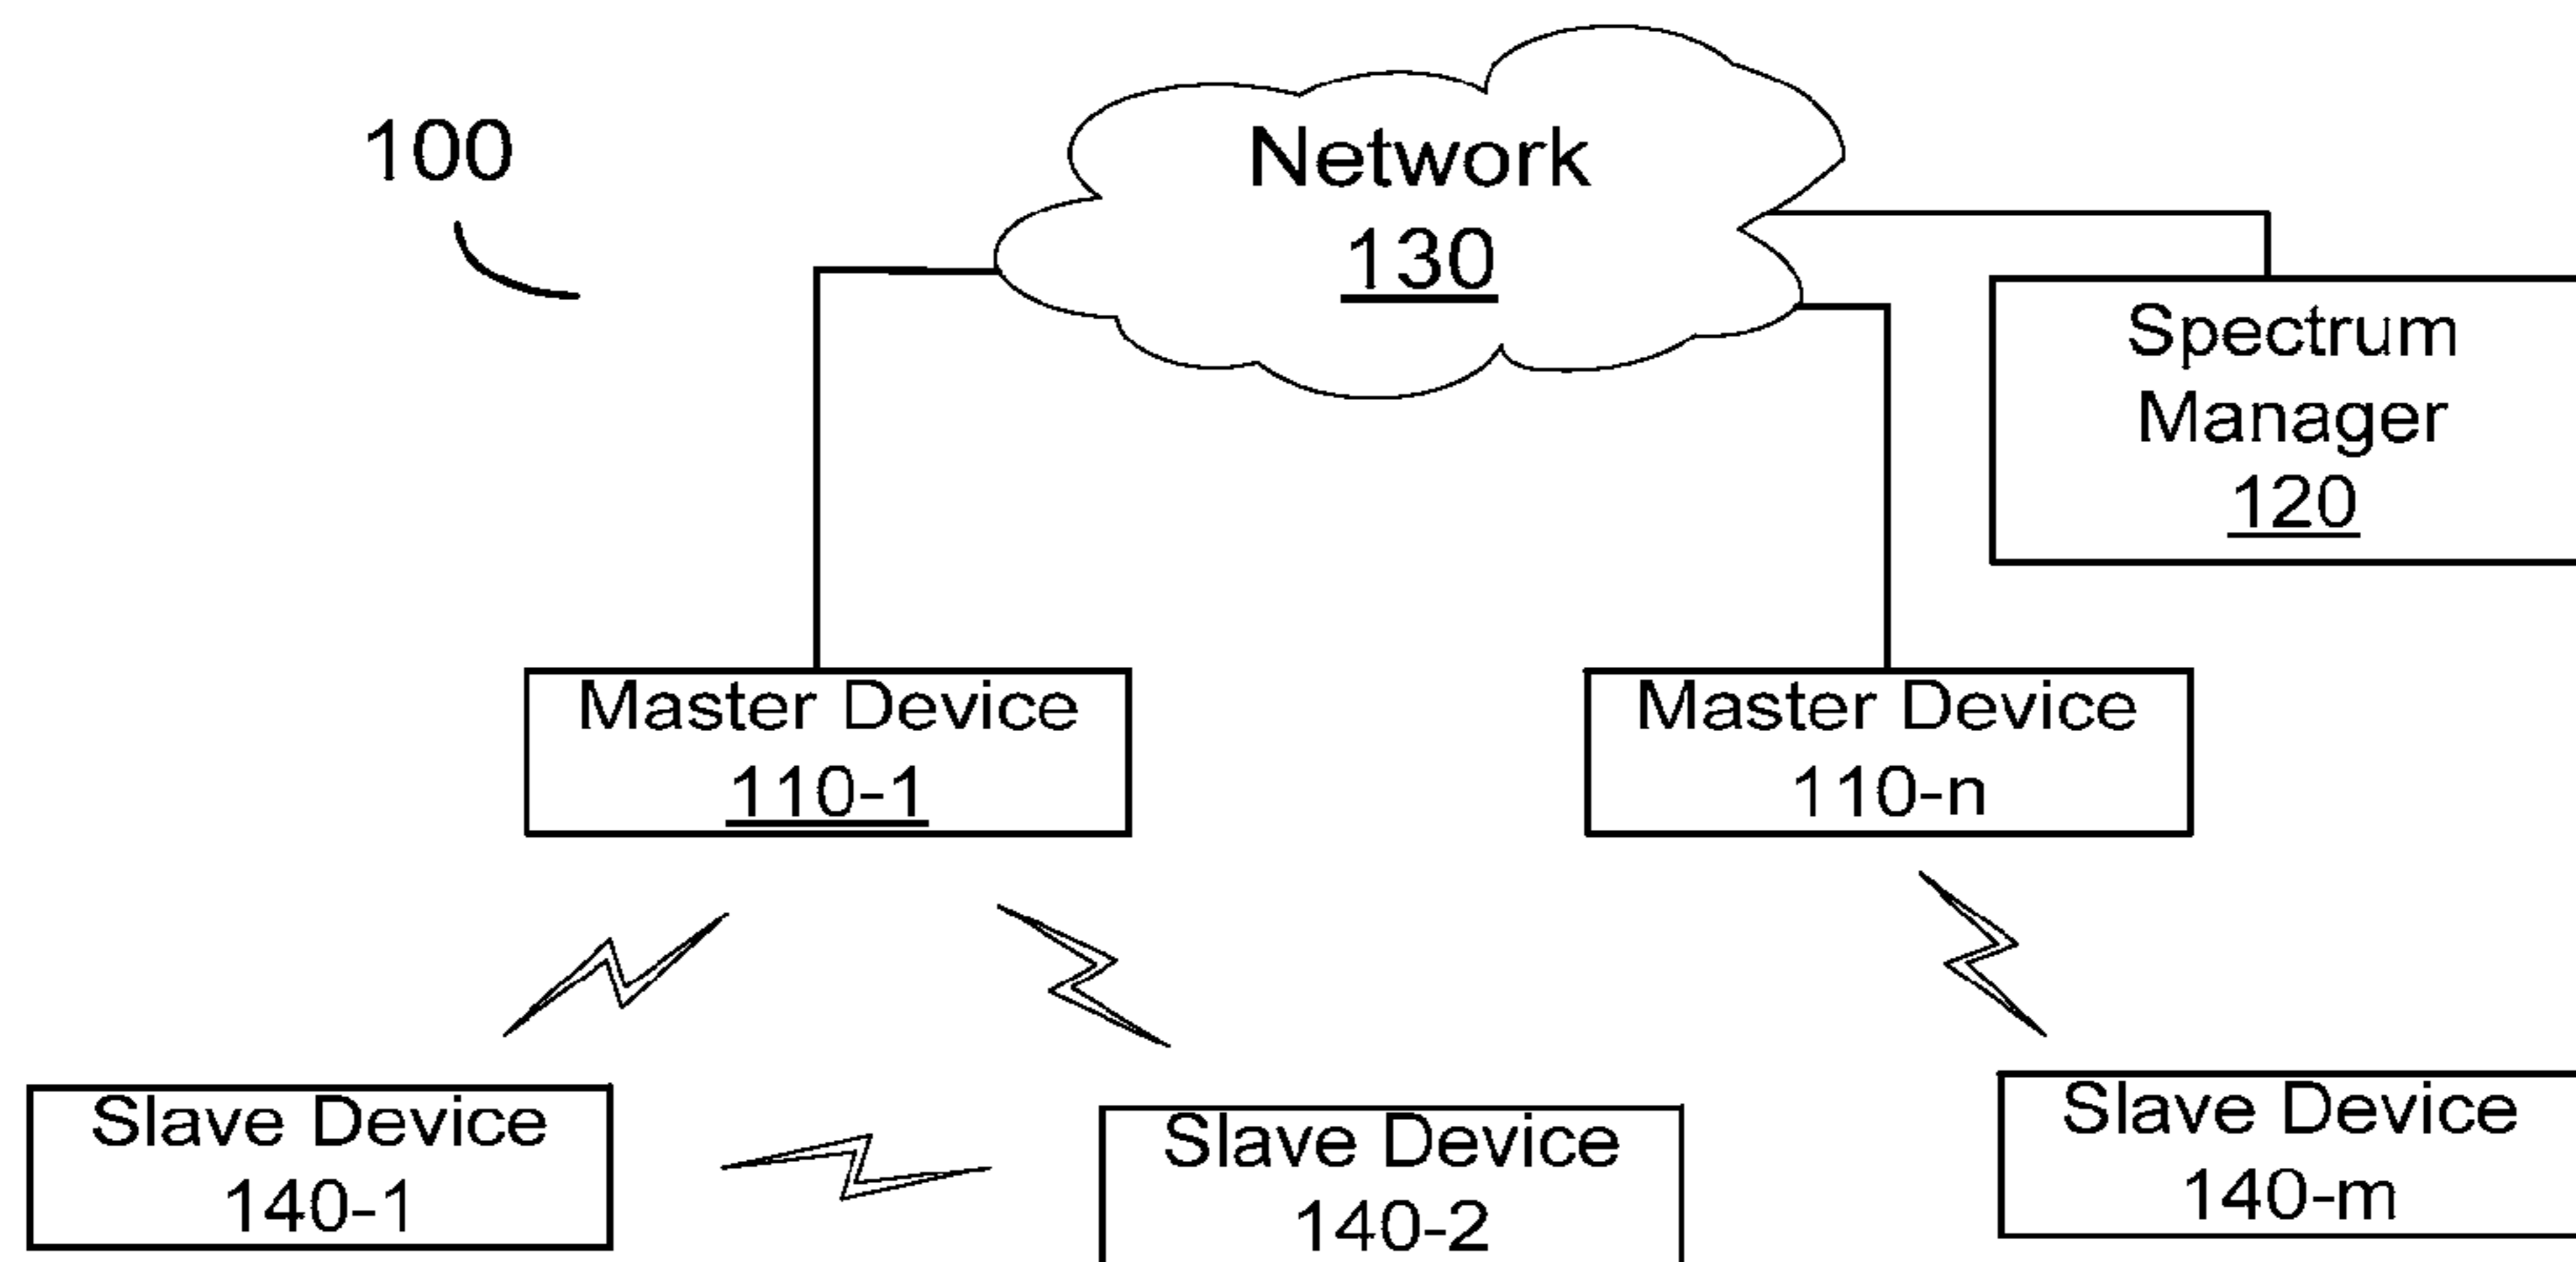 100
Network
130
Spectrum
Manager
120
Master Device
110-1
Master Device
110-n
Slave Device
140-1
Slave Device
140-2
Slave Device
140-m